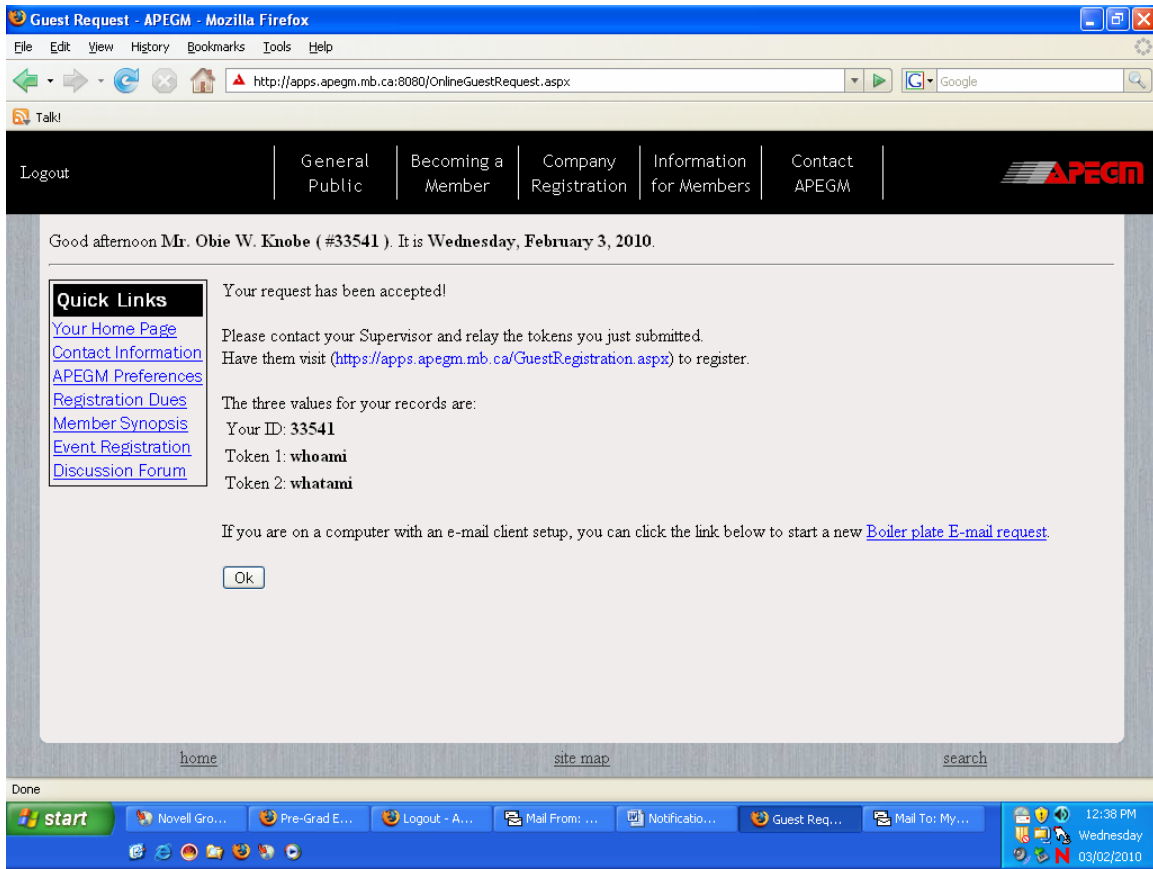 Guest Request - APEGM - Mozilla Firefox
File Edit View History Bookmarks Tools Help
http://apps.apegm.mb.ca:8080/OnlineGuestRequest.aspx
G Google
Talk!
Logout
General Public
Becoming a Member
Company Registration
Information for Members
Contact APEGM
APEGM
Good afternoon Mr. Obie W. Knobe ( #33541 ). It is Wednesday, February 3, 2010.
Quick Links
Your Home Page
Contact Information
APEGM Preferences
Registration Dues
Member Synopsis
Event Registration
Discussion Forum
Your request has been accepted!
Please contact your Supervisor and relay the tokens you just submitted.
Have them visit (https://apps.apegm.mb.ca/GuestRegistration.aspx) to register.
The three values for your records are:
Your ID: 33541
Token 1: whoami
Token 2: whatami
If you are on a computer with an e-mail client setup, you can click the link below to start a new Boiler plate E-mail request.
Ok
home site map search
Done
start Novell Gro... Pre-Grad E... Logout - A... Mail From: ... Notificatio... Guest Req... Mail To: My... 12:38 PM
Wednesday
N 03/02/2010